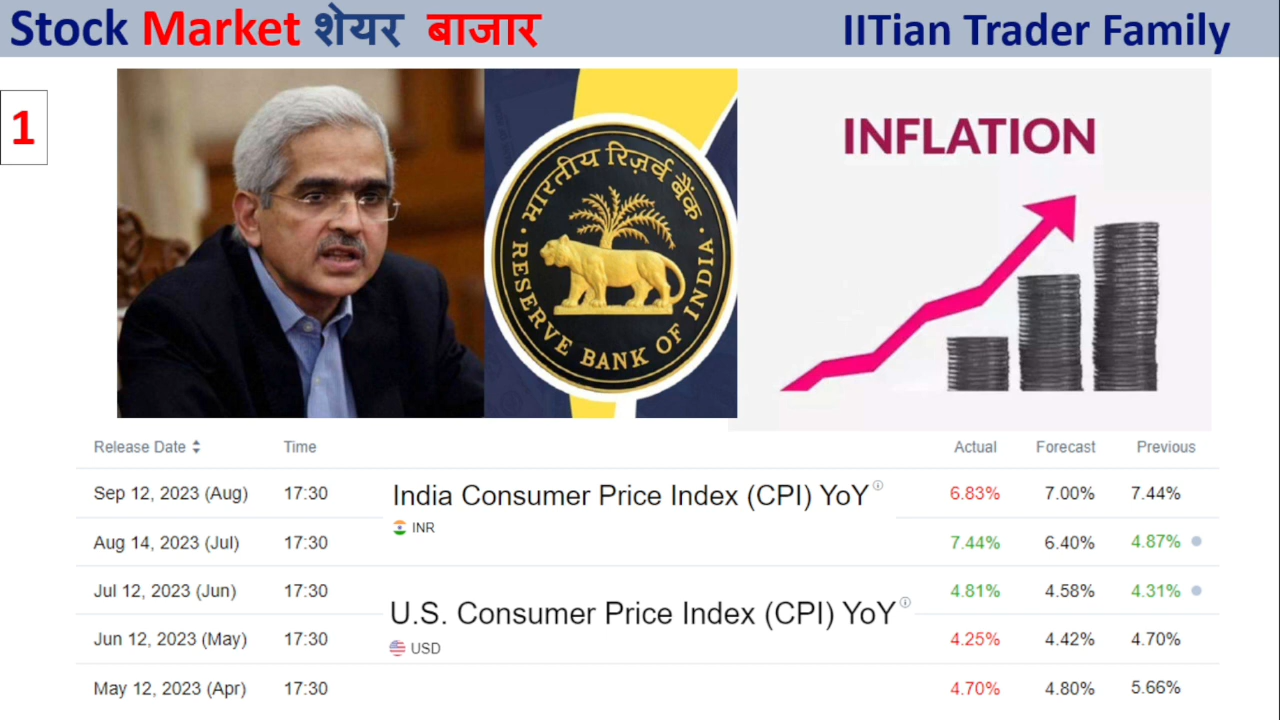 Stock Market शेयर बाजार
IITian Trader Family
1
भारतीय रिज़र्व बैंक
RESERVE BANK OF INDIA
INFLATION
Release Date Time Actual Forecast Previous
Sep 12, 2023 (Aug) 17:30 India Consumer Price Index (CPI) YoY 6.83% 7.00% 7.44%
INR
Aug 14, 2023 (Jul) 17:30 7.44% 6.40% 4.87%
Jul 12, 2023 (Jun) 17:30 4.81% 4.58% 4.31%
U.S. Consumer Price Index (CPI) YoY
Jun 12, 2023 (May) 17:30 4.25% 4.42% 4.70%
USD
May 12, 2023 (Apr) 17:30 4.70% 4.80% 5.66%